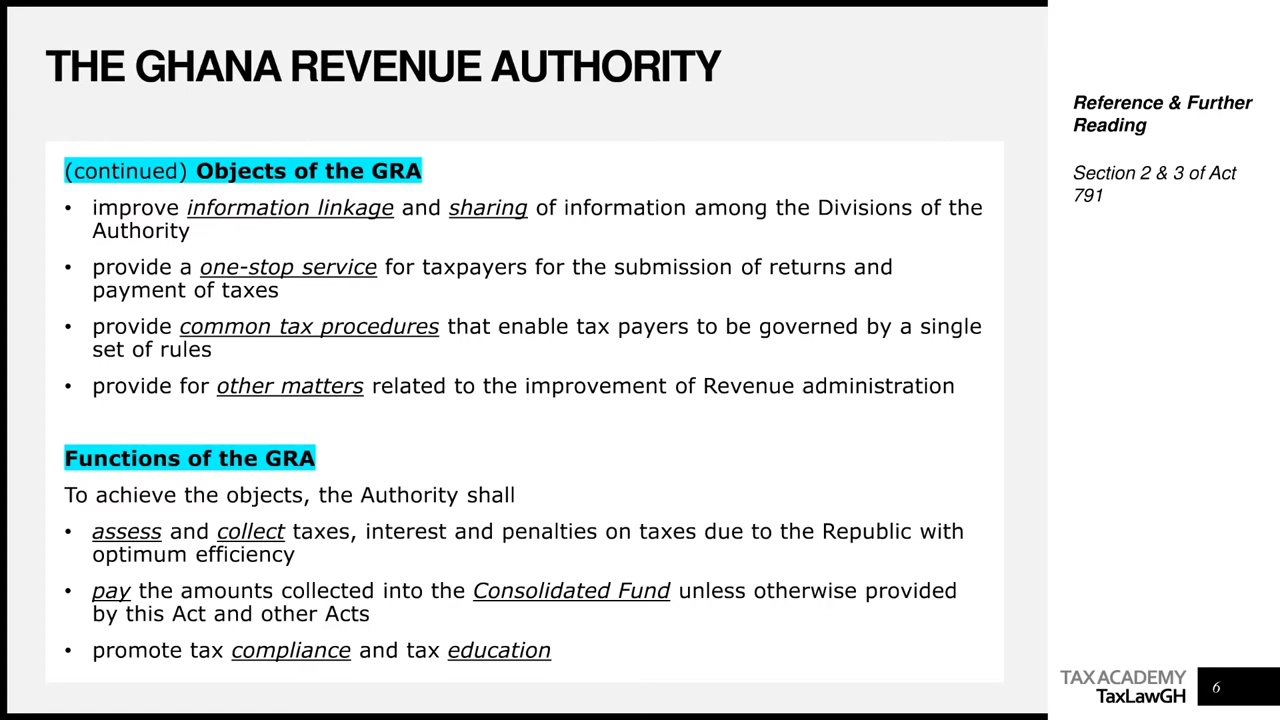 THE GHANA REVENUE AUTHORITY
(continued) Objects of the GRA
• improve information linkage and sharing of information among the Divisions of the
Authority
• provide a one-stop service for taxpayers for the submission of returns and
payment of taxes
• provide common tax procedures that enable tax payers to be governed by a single
set of rules
• provide for other matters related to the improvement of Revenue administration
Functions of the GRA
To achieve the objects, the Authority shall
• assess and collect taxes, interest and penalties on taxes due to the Republic with
optimum efficiency
• pay the amounts collected into the Consolidated Fund unless otherwise provided
by this Act and other Acts
• promote tax compliance and tax education
Reference & Further
Reading
Section 2 & 3 of Act
791
TAX ACADEMY
TaxLawGH
6